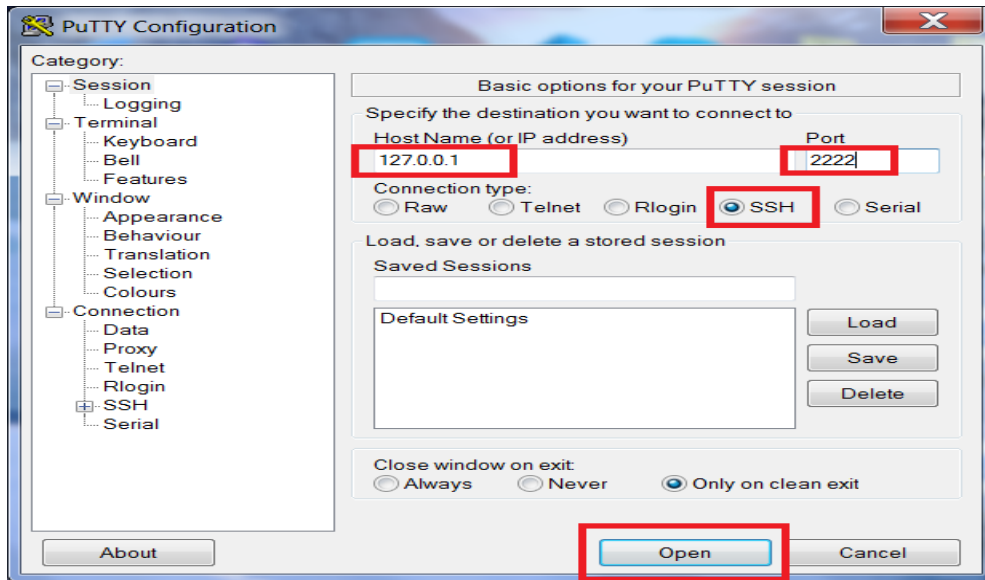 PuTTY Configuration
Category:
Session
Logging
Terminal
Keyboard
Bell
Features
Window
Appearance
Behaviour
Translation
Selection
Colours
Connection
Data
Proxy
Telnet
Rlogin
SSH
Serial
Basic options for your PuTTY session
Specify the destination you want to connect to
Host Name (or IP address) Port
127.0.0.1 2222
Connection type:
Raw Telnet Rlogin SSH Serial
Load, save or delete a stored session
Saved Sessions
Default Settings
Load
Save
Delete
Close window on exit:
Always Never Only on clean exit
About Open Cancel